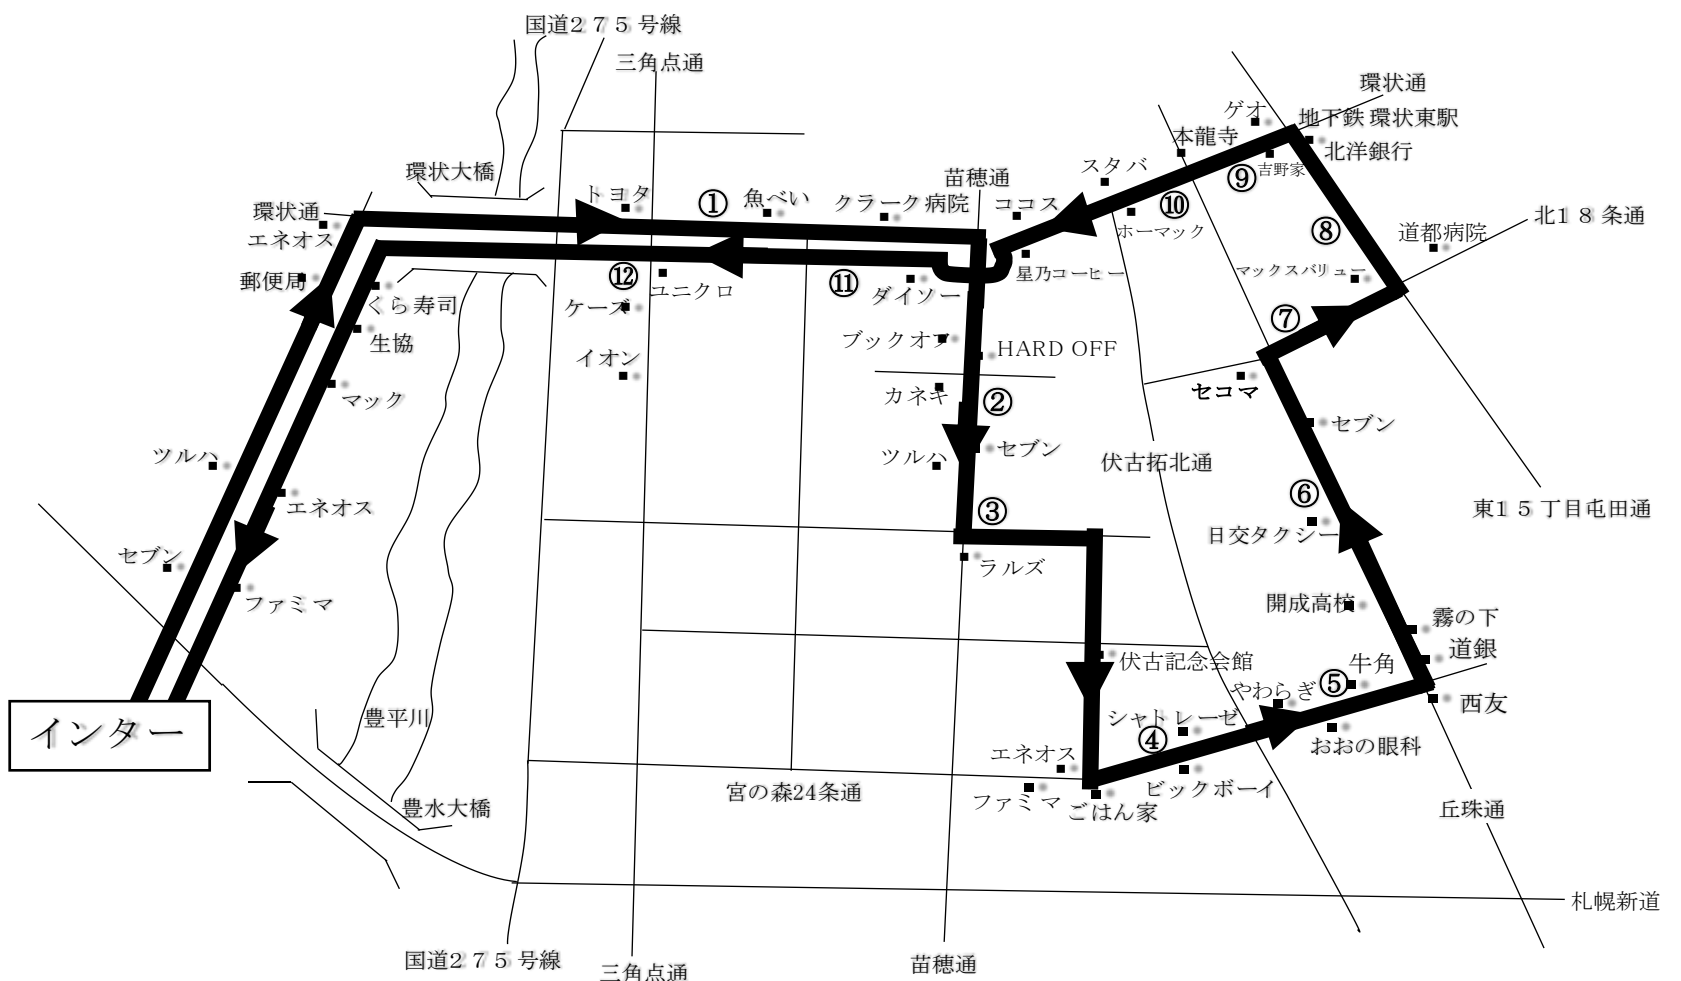 国道２７５号線
三角点通
環状通
ゲオ
地下鉄 環状東駅
本龍寺
北洋銀行
スタバ
吉野家
⑨
環状大橋
苗穂通
トヨタ
①
魚べい
クラーク病院
ココス
⑩
ホーマック
⑧
北１８条通
道都病院
環状通
エネオス
郵便局
⑫
ユニクロ
⑪
ダイソー
星乃コーヒー
マックスバリュー
くら寿司
ケーズ
⑦
生協
イオン
ブックオフ
HARD OFF
マック
カネキ
②
セコマ
セブン
ツルハ
ツルハ
セブン
伏古拓北通
エネオス
③
⑥
東１５丁目屯田通
セブン
日交タクシー
ラルズ
ファミマ
開成高校
霧の下
道銀
伏古記念会館
牛角
やわらぎ
⑤
西友
インター
豊平川
シャトレーゼ
④
おおの眼科
エネオス
ビックボーイ
宮の森24条通
ファミマ
ごはん家
豊水大橋
丘珠通
札幌新道
国道２７５号線
三角点通
苗穂通